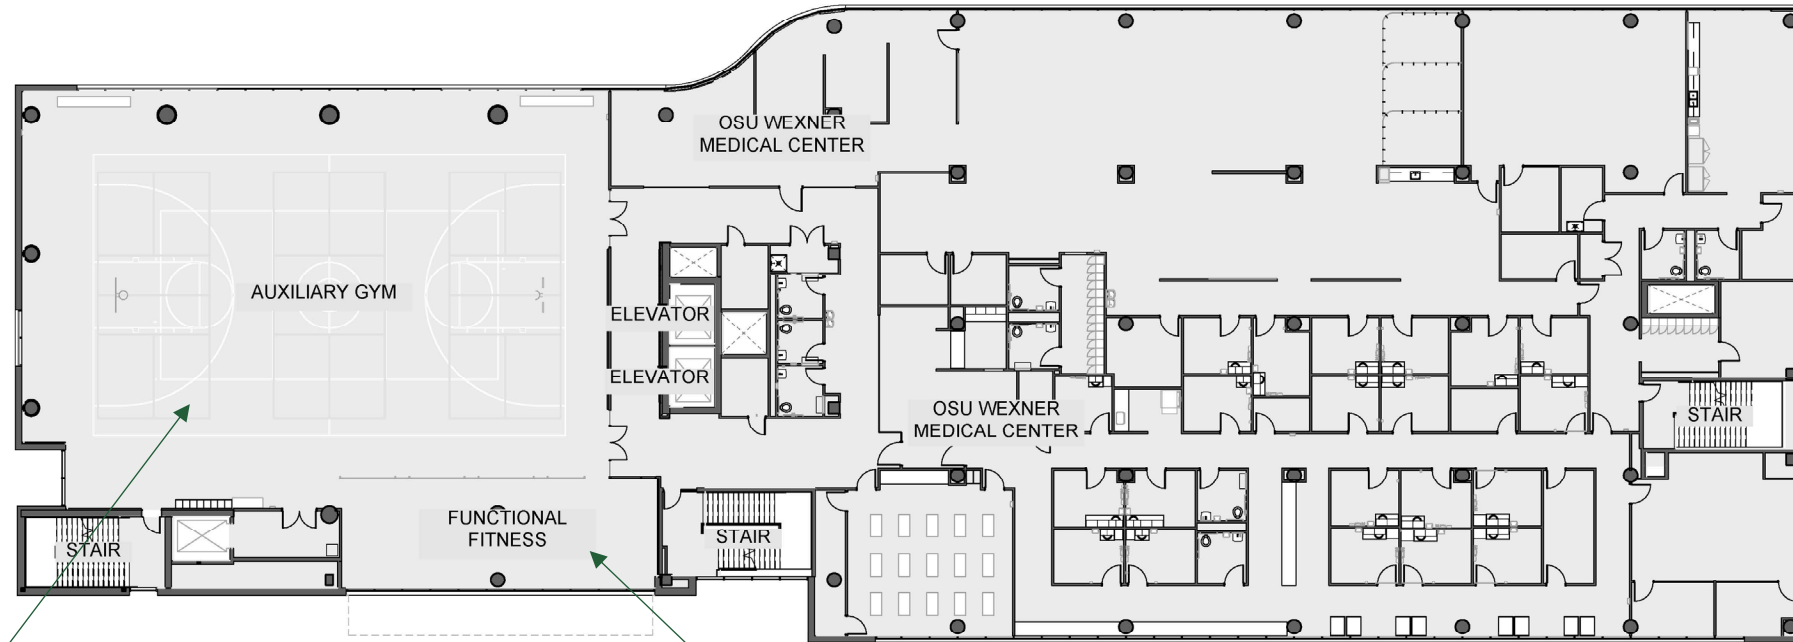 OSU WEXNER
MEDICAL CENTER
AUXILIARY GYM
ELEVATOR
ELEVATOR
OSU WEXNER
MEDICAL CENTER
STAIR
FUNCTIONAL
FITNESS
STAIR
STAIR